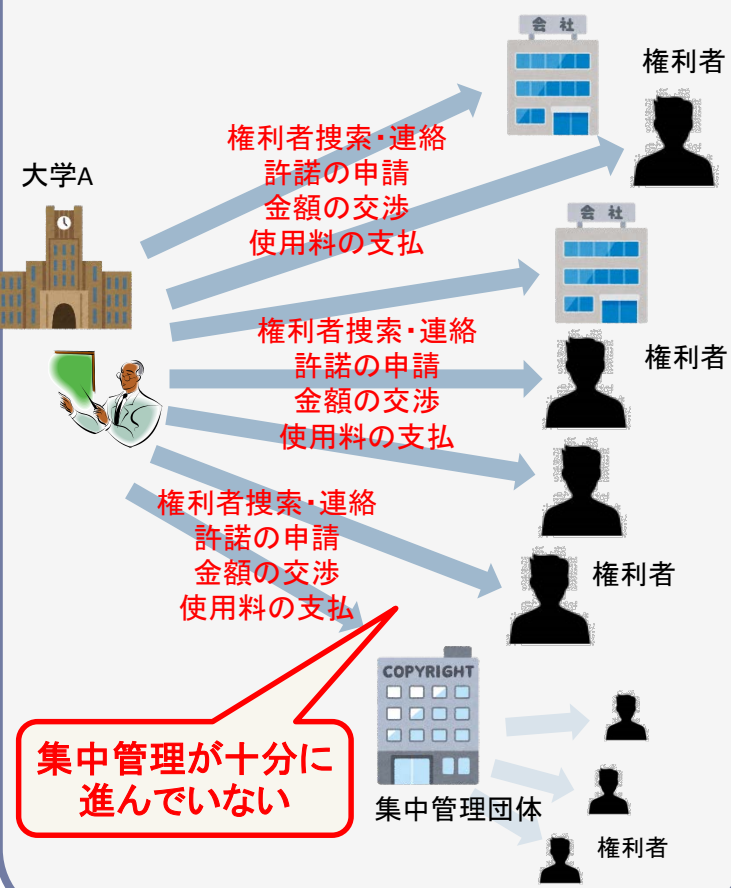 会 社
権利者
権利者捜索・連絡
許諾の申請
金額の交渉
使用料の支払
大学A
会 社
権利者捜索・連絡
許諾の申請
金額の交渉
使用料の支払
権利者
権利者捜索・連絡
許諾の申請
金額の交渉
使用料の支払
権利者
COPYRIGHT
集中管理が十分に
進んでいない
集中管理団体
権利者